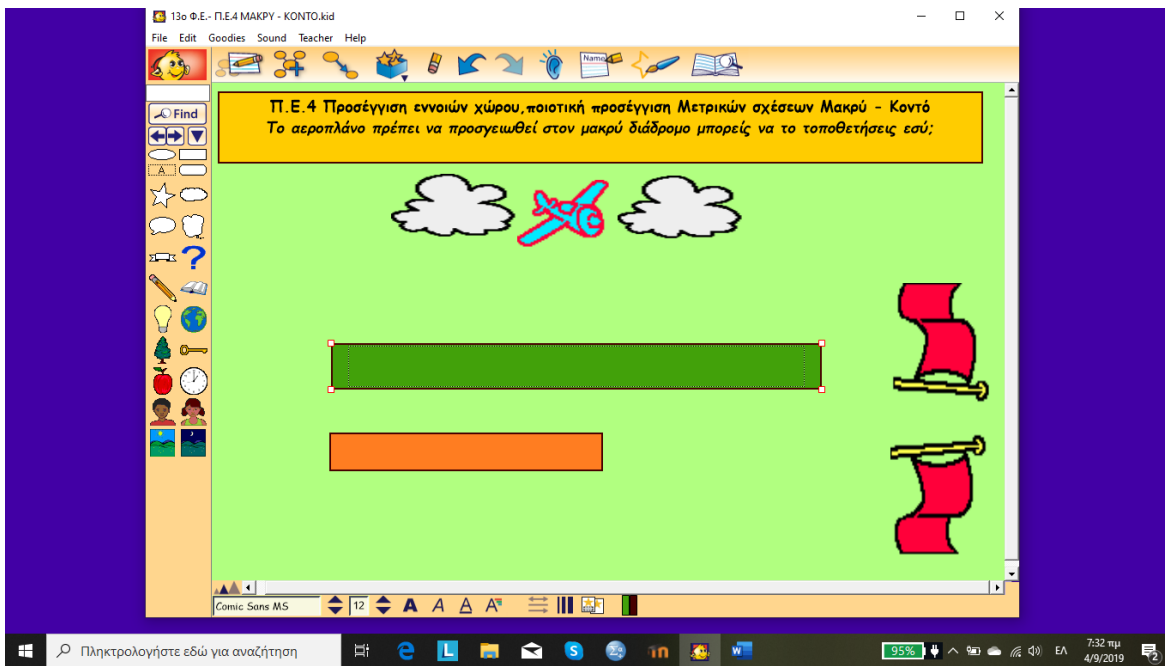 13ο Φ.Ε.- Π.Ε.4 ΜΑΚΡΥ - ΚΟΝΤΟ.kid
File Edit Goodies Sound Teacher Help
Name
Find
A
Π.Ε.4 Προσέγγιση εννοιών χώρου,ποιοτική προσέγγιση Μετρικών σχέσεων Μακρύ - Κοντό
Το αεροπλάνο πρέπει να προσγειωθεί στον μακρύ διάδρομο μπορείς να το τοποθετήσεις εσύ;
Comic Sans MS 12 A A A A
Πληκτρολογήστε εδώ για αναζήτηση
95% ΕΛ 7:32 πμ
4/9/2019